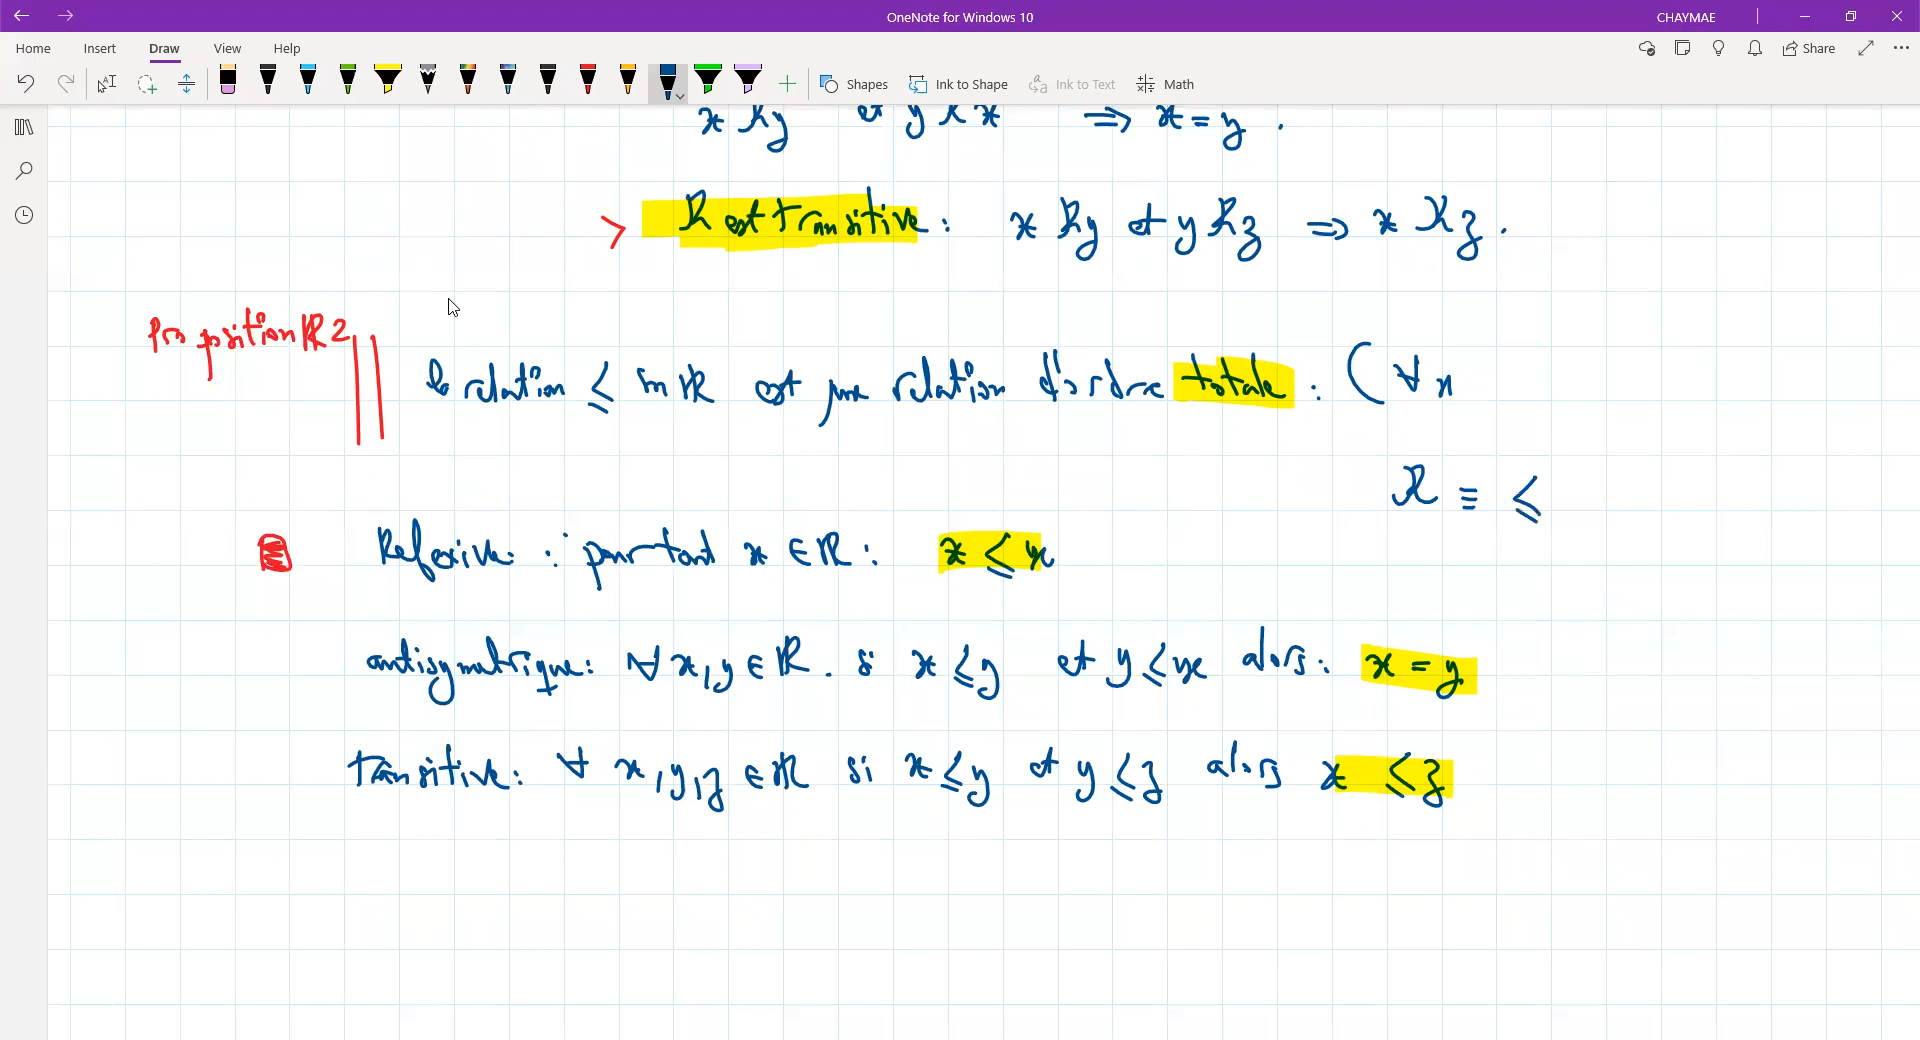 OneNote for Windows 10
CHAYMAE
Home Insert Draw View Help
Share
Shapes Ink to Shape Ink to Text Math
x R y et y R x ⟹ x = y .
> R est transitive : x R y et y R z ⟹ x R z .
Proposition R 2
la relation ≤ sur ℝ est une relation d'ordre totale : ( ∀ x
R ≡ ≤
Reflexive : pour tout x ∈ ℝ : x ≤ x
antisymetrique : ∀ x, y ∈ ℝ . si x ≤ y et y ≤ x alors : x = y
transitive : ∀ x, y, z ∈ ℝ si x ≤ y et y ≤ z alors x ≤ z